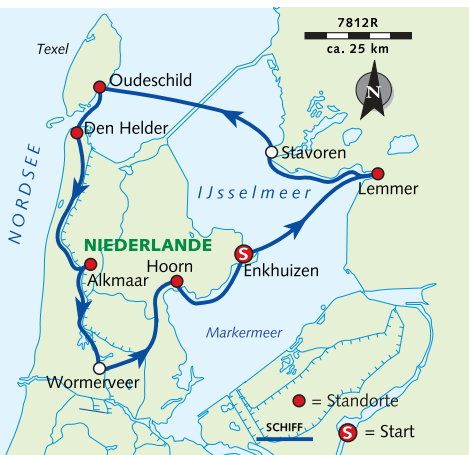 7812R
ca. 25 km
N
Texel
Oudeschild
Den Helder
Stavoren
NORDSEE
IJsselmeer
Lemmer
NIEDERLANDE
Hoorn
S
Enkhuizen
Alkmaar
Markermeer
Wormerveer
= Standorte
SCHIFF
S = Start